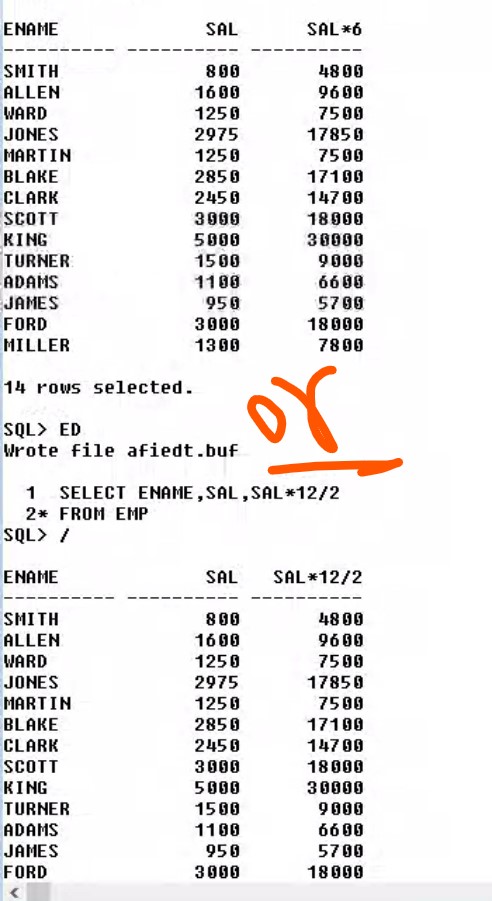 ENAME SAL SAL*6
---------- ---------- ----------
SMITH 800 4800
ALLEN 1600 9600
WARD 1250 7500
JONES 2975 17850
MARTIN 1250 7500
BLAKE 2850 17100
CLARK 2450 14700
SCOTT 3000 18000
KING 5000 30000
TURNER 1500 9000
ADAMS 1100 6600
JAMES 950 5700
FORD 3000 18000
MILLER 1300 7800
14 rows selected.
or
SQL> ED
Wrote file afiedt.buf
1 SELECT ENAME,SAL,SAL*12/2
2* FROM EMP
SQL> /
ENAME SAL SAL*12/2
---------- ---------- ----------
SMITH 800 4800
ALLEN 1600 9600
WARD 1250 7500
JONES 2975 17850
MARTIN 1250 7500
BLAKE 2850 17100
CLARK 2450 14700
SCOTT 3000 18000
KING 5000 30000
TURNER 1500 9000
ADAMS 1100 6600
JAMES 950 5700
FORD 3000 18000